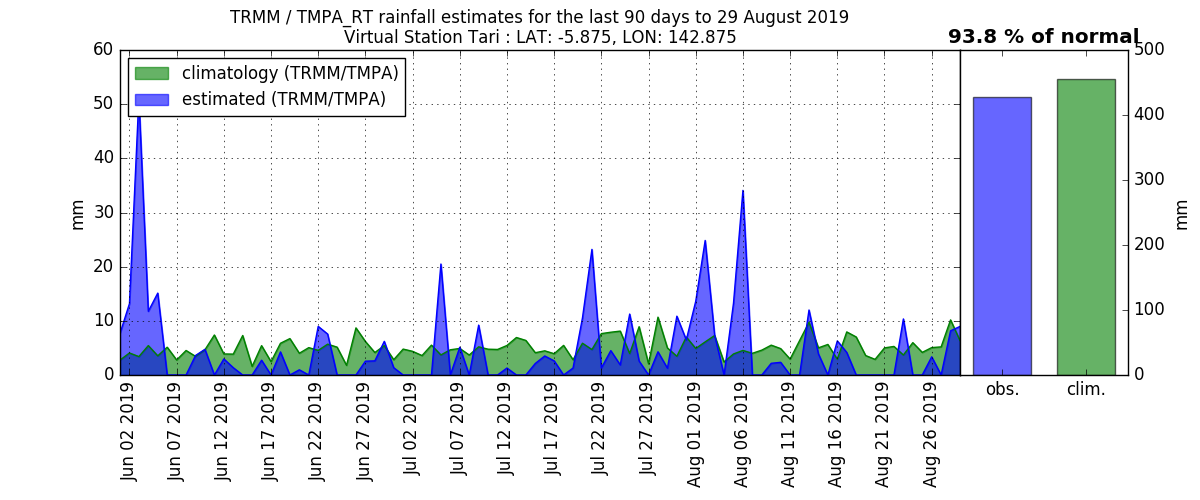 TRMM / TMPA_RT rainfall estimates for the last 90 days to 29 August 2019
Virtual Station Tari : LAT: -5.875, LON: 142.875
93.8 % of normal
climatology (TRMM/TMPA)
estimated (TRMM/TMPA)
60
50
40
30
20
10
0
mm
Jun 02 2019
Jun 07 2019
Jun 12 2019
Jun 17 2019
Jun 22 2019
Jun 27 2019
Jul 02 2019
Jul 07 2019
Jul 12 2019
Jul 17 2019
Jul 22 2019
Jul 27 2019
Aug 01 2019
Aug 06 2019
Aug 11 2019
Aug 16 2019
Aug 21 2019
Aug 26 2019
obs.
clim.
500
400
300
200
100
0
mm